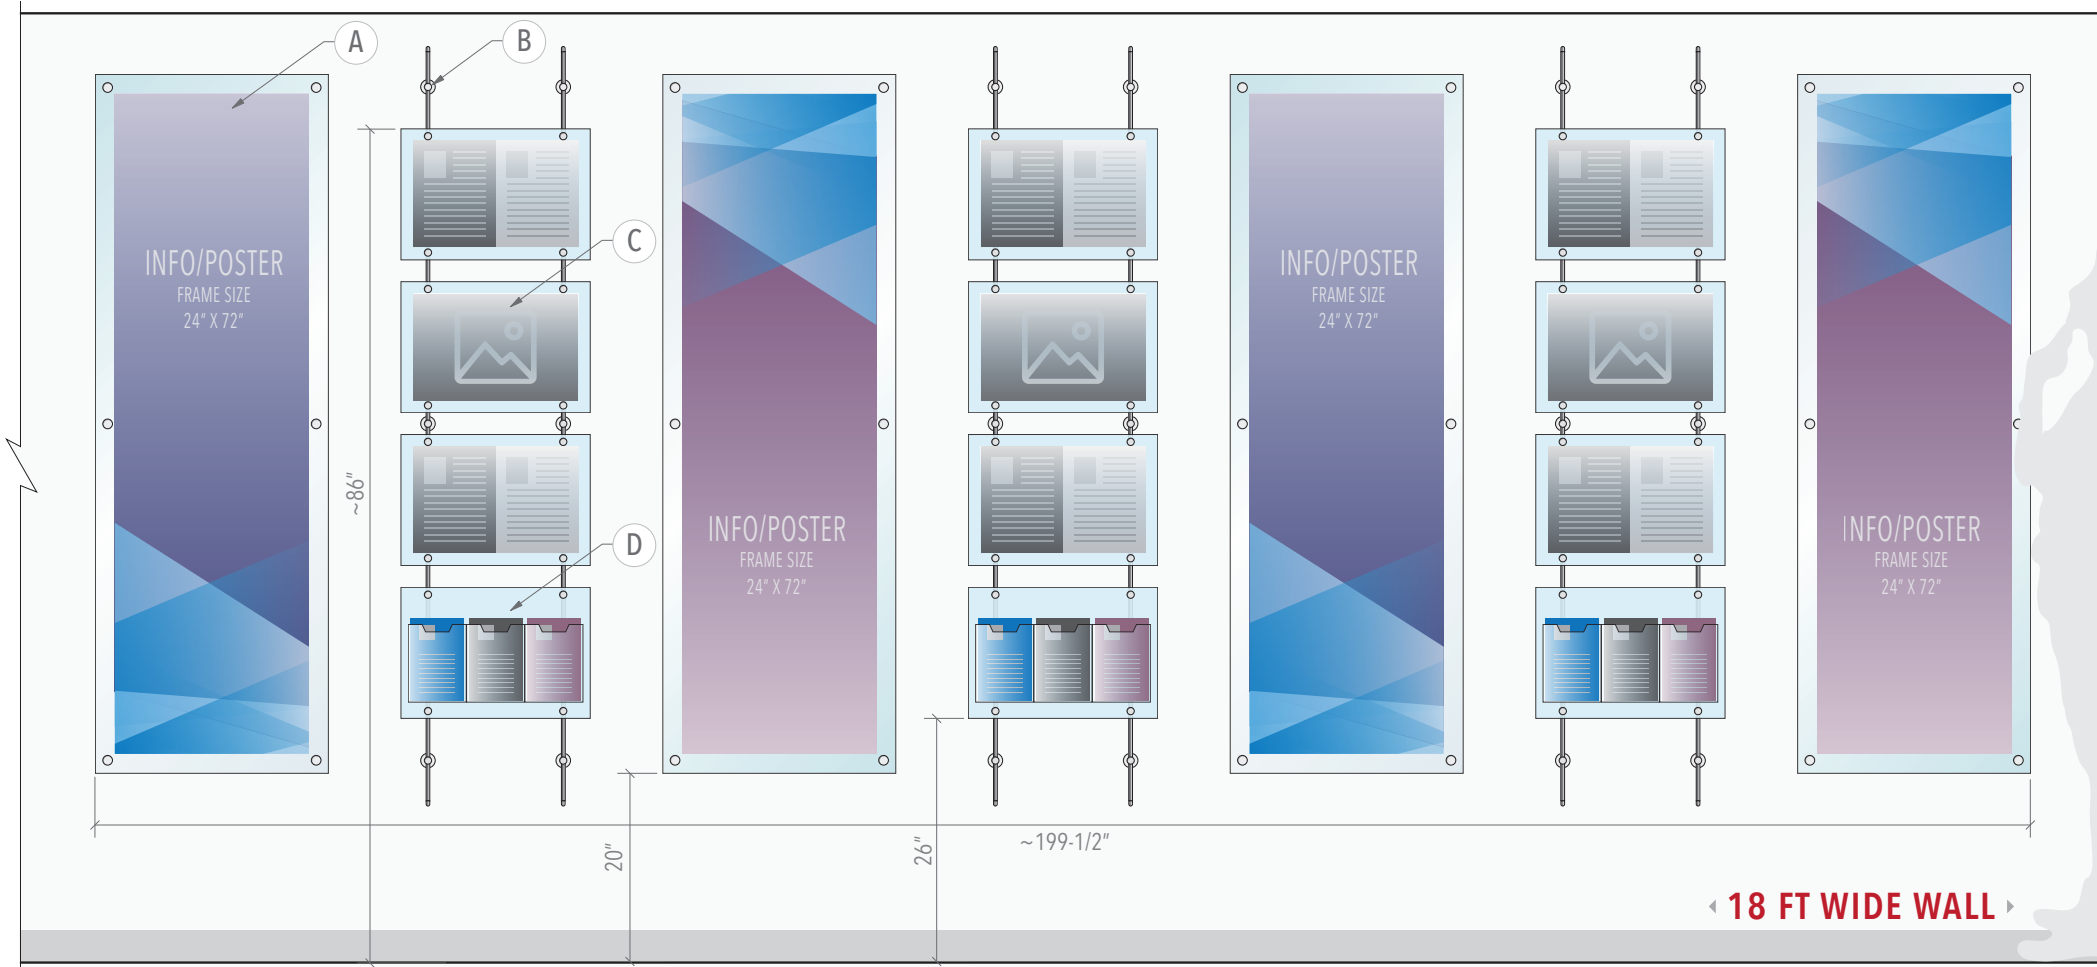 A
B
INFO/POSTER
FRAME SIZE
24" X 72"
C
INFO/POSTER
FRAME SIZE
24" X 72"
~86"
D
INFO/POSTER
FRAME SIZE
24" X 72"
INFO/POSTER
FRAME SIZE
24" X 72"
20"
26"
~199-1/2"
18 FT WIDE WALL